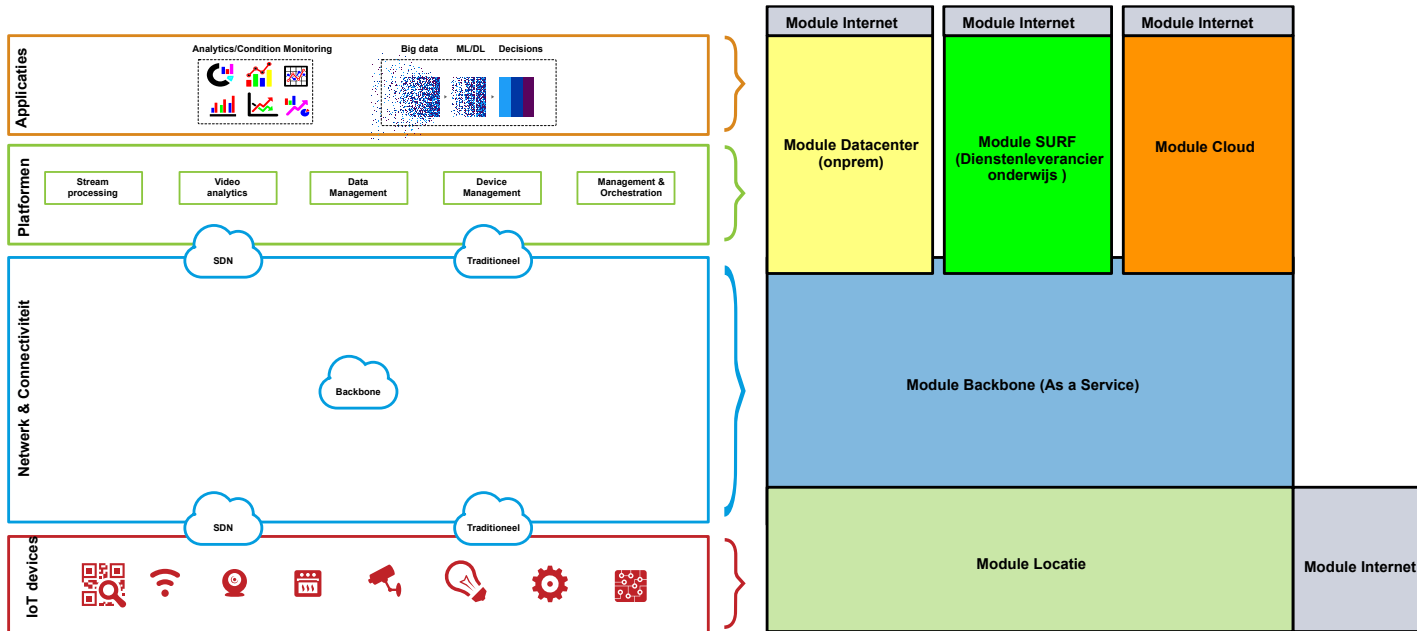 Applicaties
Analytics/Condition Monitoring
Big data
ML/DL
Decisions
Platformen
Stream
processing
Video
analytics
Data
Management
Device
Management
Management &
Orchestration
SDN
Traditioneel
Netwerk & Connectiviteit
Backbone
SDN
Traditioneel
IoT devices
Module Internet
Module Internet
Module Internet
Module Datacenter
(onprem)
Module SURF
(Dienstenleverancier
onderwijs )
Module Cloud
Module Backbone (As a Service)
Module Locatie
Module Internet